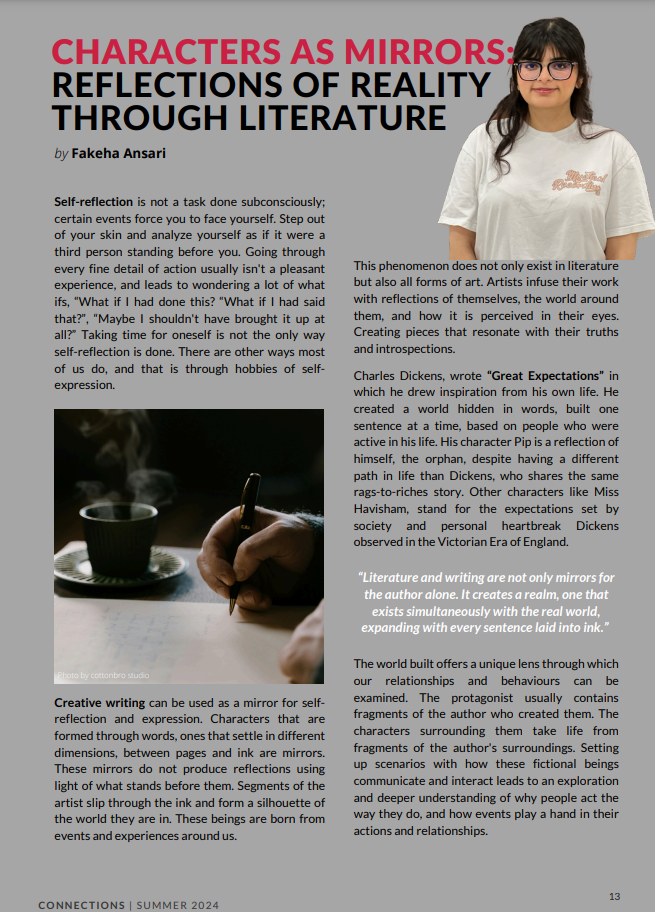 CHARACTERS AS MIRRORS:
REFLECTIONS OF REALITY
THROUGH LITERATURE
by Fakeha Ansari
Self-reflection is not a task done subconsciously;
certain events force you to face yourself. Step out
of your skin and analyze yourself as if it were a
third person standing before you. Going through
every fine detail of action usually isn't a pleasant
experience, and leads to wondering a lot of what
ifs, “What if I had done this? “What if I had said
that?”, “Maybe I shouldn't have brought it up at
all?” Taking time for oneself is not the only way
self-reflection is done. There are other ways most
of us do, and that is through hobbies of self-
expression.
Photo by cottonbro studio
Creative writing can be used as a mirror for self-
reflection and expression. Characters that are
formed through words, ones that settle in different
dimensions, between pages and ink are mirrors.
These mirrors do not produce reflections using
light of what stands before them. Segments of the
artist slip through the ink and form a silhouette of
the world they are in. These beings are born from
events and experiences around us.
This phenomenon does not only exist in literature
but also all forms of art. Artists infuse their work
with reflections of themselves, the world around
them, and how it is perceived in their eyes.
Creating pieces that resonate with their truths
and introspections.
Charles Dickens, wrote “Great Expectations” in
which he drew inspiration from his own life. He
created a world hidden in words, built one
sentence at a time, based on people who were
active in his life. His character Pip is a reflection of
himself, the orphan, despite having a different
path in life than Dickens, who shares the same
rags-to-riches story. Other characters like Miss
Havisham, stand for the expectations set by
society and personal heartbreak Dickens
observed in the Victorian Era of England.
“Literature and writing are not only mirrors for
the author alone. It creates a realm, one that
exists simultaneously with the real world,
expanding with every sentence laid into ink.”
The world built offers a unique lens through which
our relationships and behaviours can be
examined. The protagonist usually contains
fragments of the author who created them. The
characters surrounding them take life from
fragments of the author's surroundings. Setting
up scenarios with how these fictional beings
communicate and interact leads to an exploration
and deeper understanding of why people act the
way they do, and how events play a hand in their
actions and relationships.
CONNECTIONS | SUMMER 2024
13